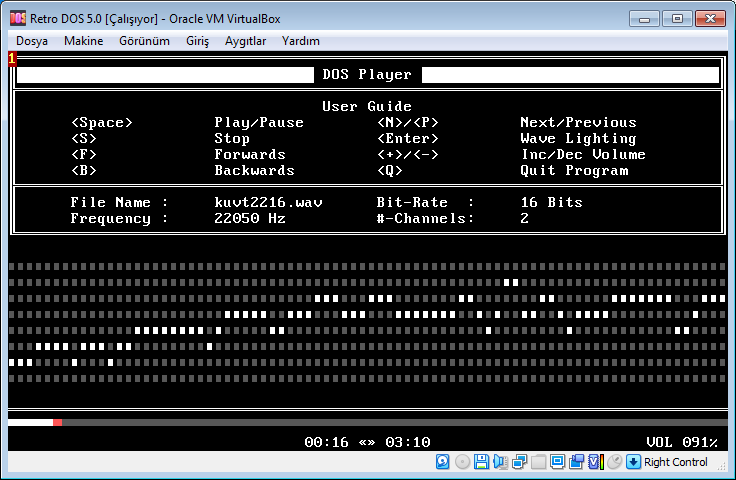 Retro DOS 5.0 [Çalışıyor] - Oracle VM VirtualBox
Dosya Makine Görünüm Giriş Aygıtlar Yardım
1
DOS Player
User Guide
<Space> Play/Pause <N>/<P> Next/Previous
<S> Stop <Enter> Wave Lighting
<F> Forwards <+>/<-> Inc/Dec Volume
<B> Backwards <Q> Quit Program
File Name : kuvt2216.wav Bit-Rate : 16 Bits
Frequency : 22050 Hz #-Channels: 2
00:16 «» 03:10 VOL 091%
Right Control